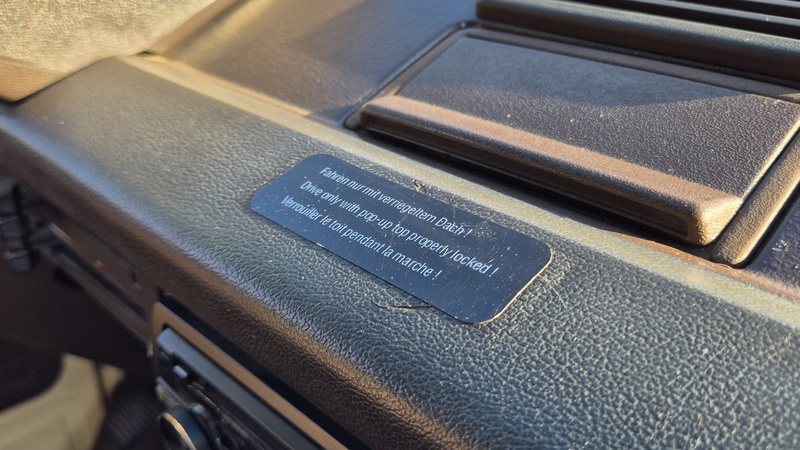 Fahren nur mit verriegeltem Dach !
Drive only with pop-up top properly locked !
Verrouiller le toit pendant la marche !